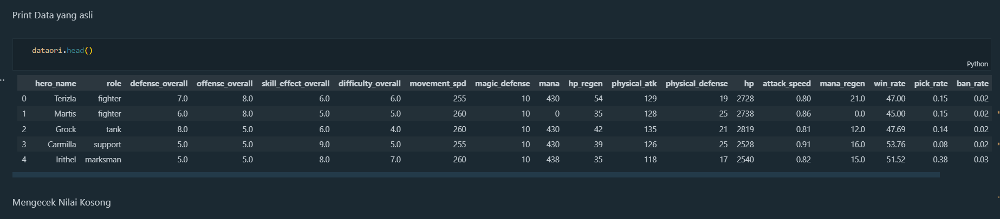 Print Data yang asli
dataori.head()
Python
..
hero_name role defense_overall offense_overall skill_effect_overall difficulty_overall movement_spd magic_defense mana hp_regen physical_atk physical_defense hp attack_speed mana_regen win_rate pick_rate ban_rate
0 Terizla fighter 7.0 8.0 6.0 6.0 255 10 430 54 129 19 2728 0.80 21.0 47.00 0.15 0.02
1 Martis fighter 6.0 8.0 5.0 5.0 260 10 0 35 128 25 2738 0.86 0.0 45.00 0.15 0.02
2 Grock tank 8.0 5.0 6.0 4.0 260 10 430 42 135 21 2819 0.81 12.0 47.69 0.14 0.02
3 Carmilla support 5.0 5.0 9.0 5.0 255 10 430 39 126 25 2528 0.91 16.0 53.76 0.08 0.02
4 Irithel marksman 5.0 5.0 8.0 7.0 260 10 438 35 118 17 2540 0.82 15.0 51.52 0.38 0.03
Mengecek Nilai Kosong